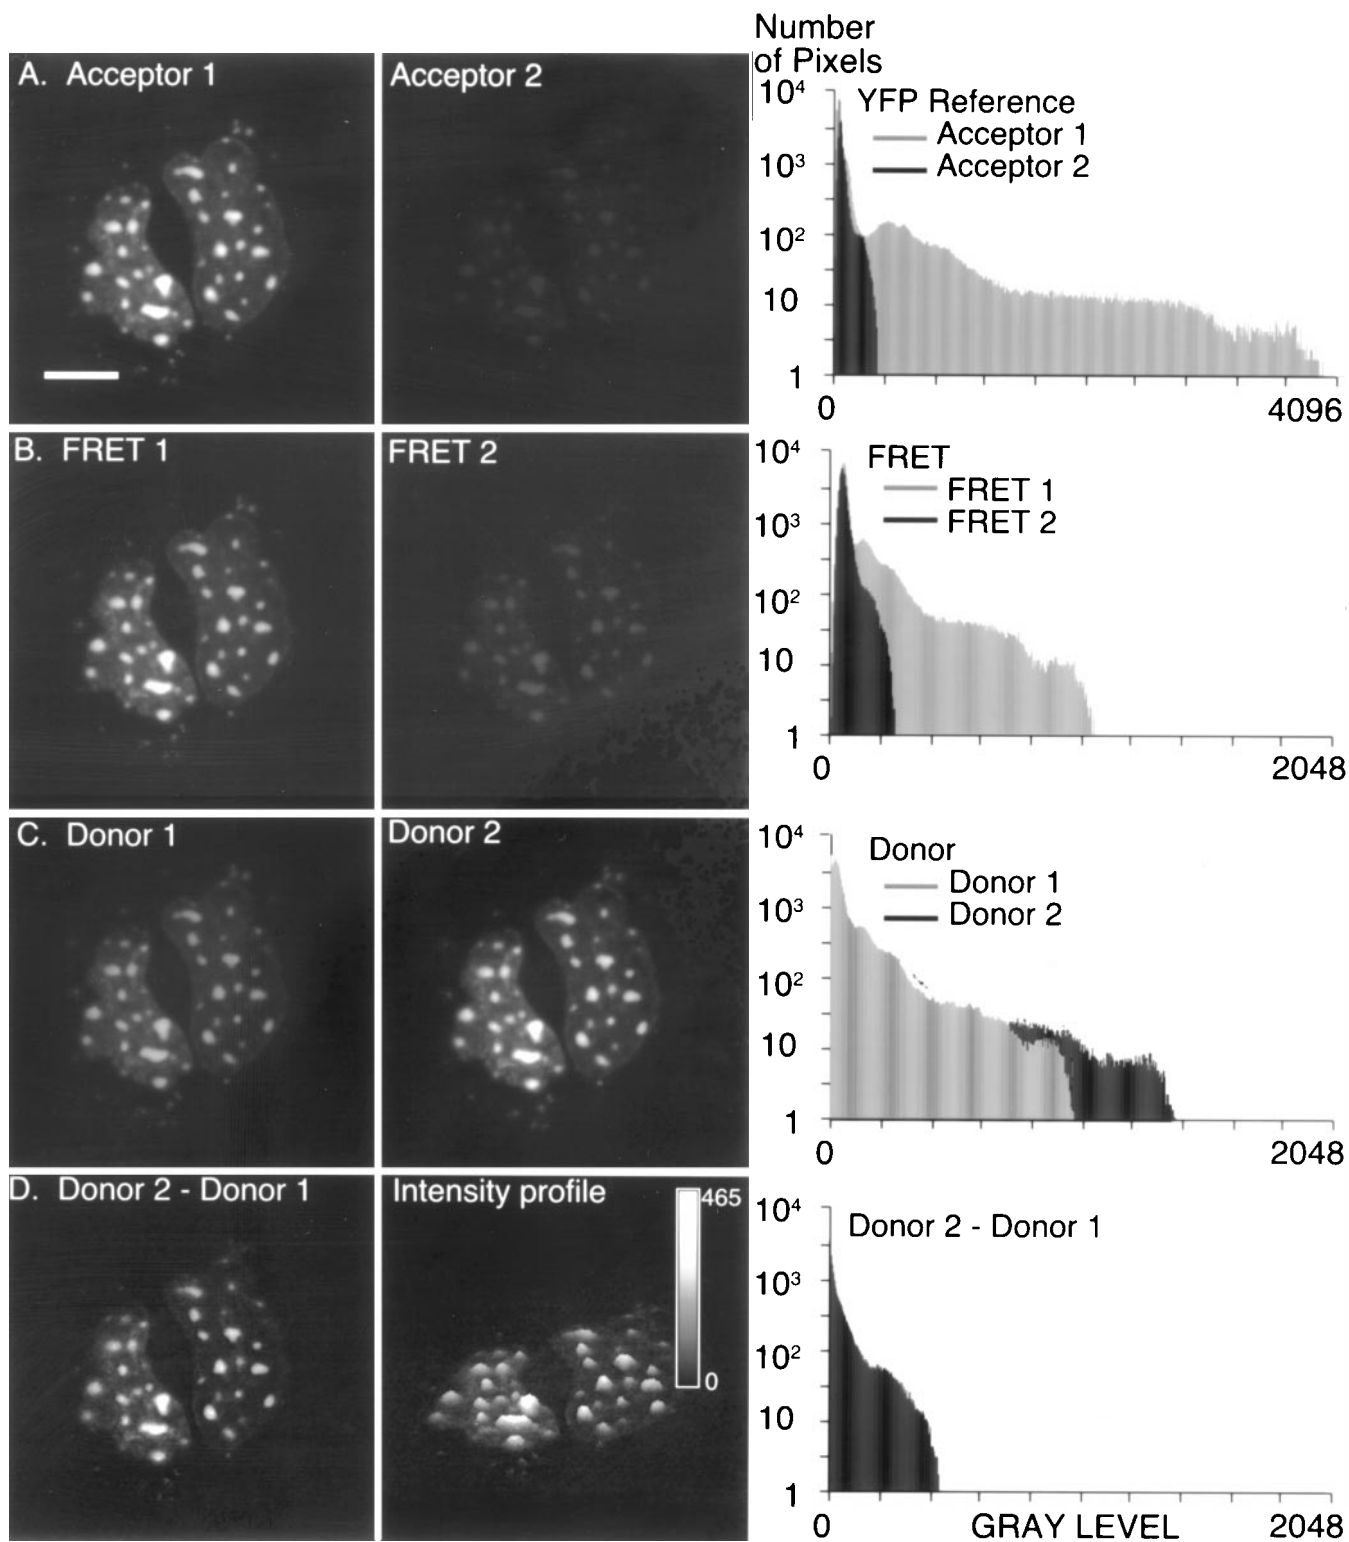 A. Acceptor 1
Acceptor 2
Number
of Pixels
10⁴
10³
10²
10
1
YFP Reference
Acceptor 1
Acceptor 2
0
4096
B. FRET 1
FRET 2
10⁴
10³
10²
10
1
FRET
FRET 1
FRET 2
0
2048
C. Donor 1
Donor 2
10⁴
10³
10²
10
1
Donor
Donor 1
Donor 2
0
2048
D. Donor 2 - Donor 1
Intensity profile
465
0
10⁴
10³
10²
10
1
Donor 2 - Donor 1
0
GRAY LEVEL
2048